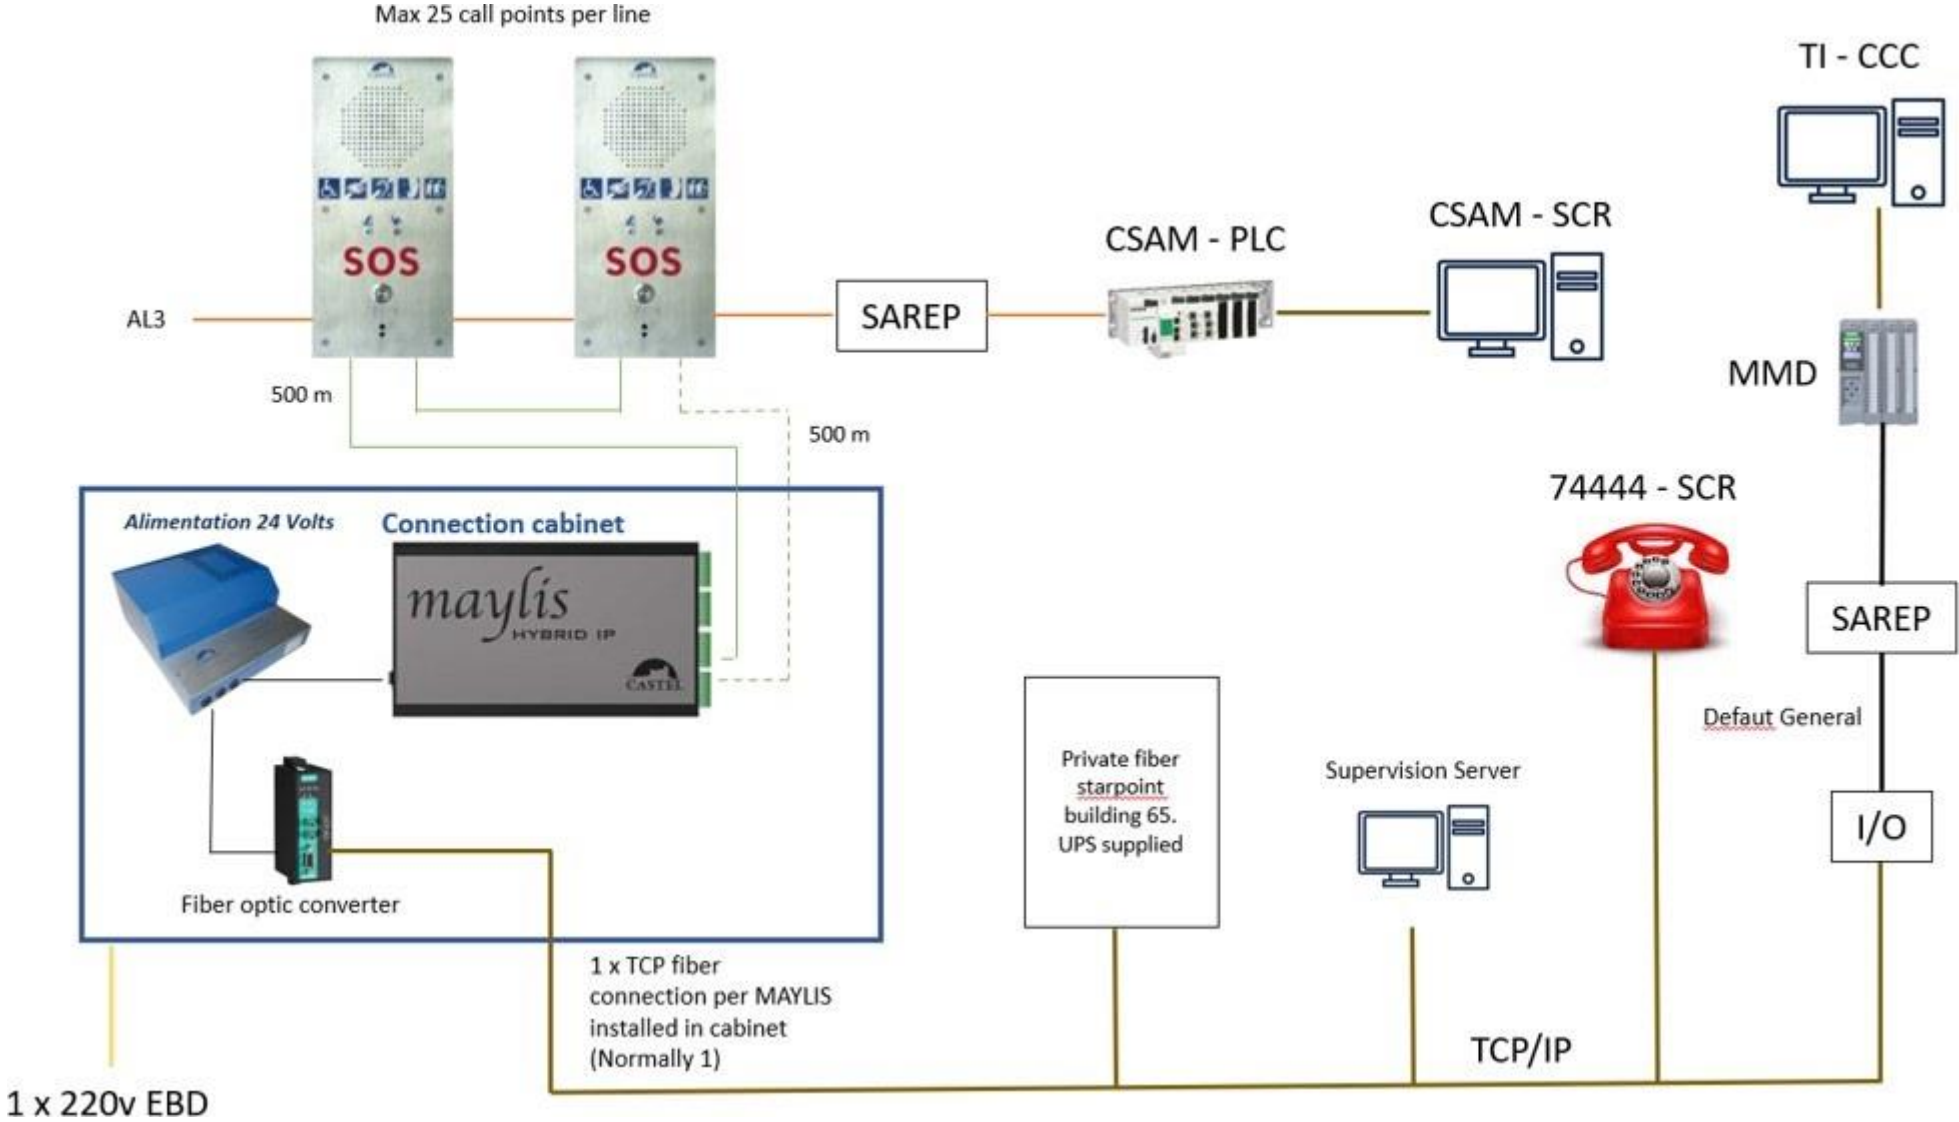 Max 25 call points per line
TI - CCC
CSAM - SCR
CSAM - PLC
SOS
SOS
AL3
SAREP
MMD
500 m
500 m
74444 - SCR
Alimentation 24 Volts
Connection cabinet
maylis
HYBRID IP
CASTEL
SAREP
Defaut General
Private fiber
starpoint
building 65.
UPS supplied
Supervision Server
I/O
Fiber optic converter
1 x TCP fiber
connection per MAYLIS
installed in cabinet
(Normally 1)
TCP/IP
1 x 220v EBD